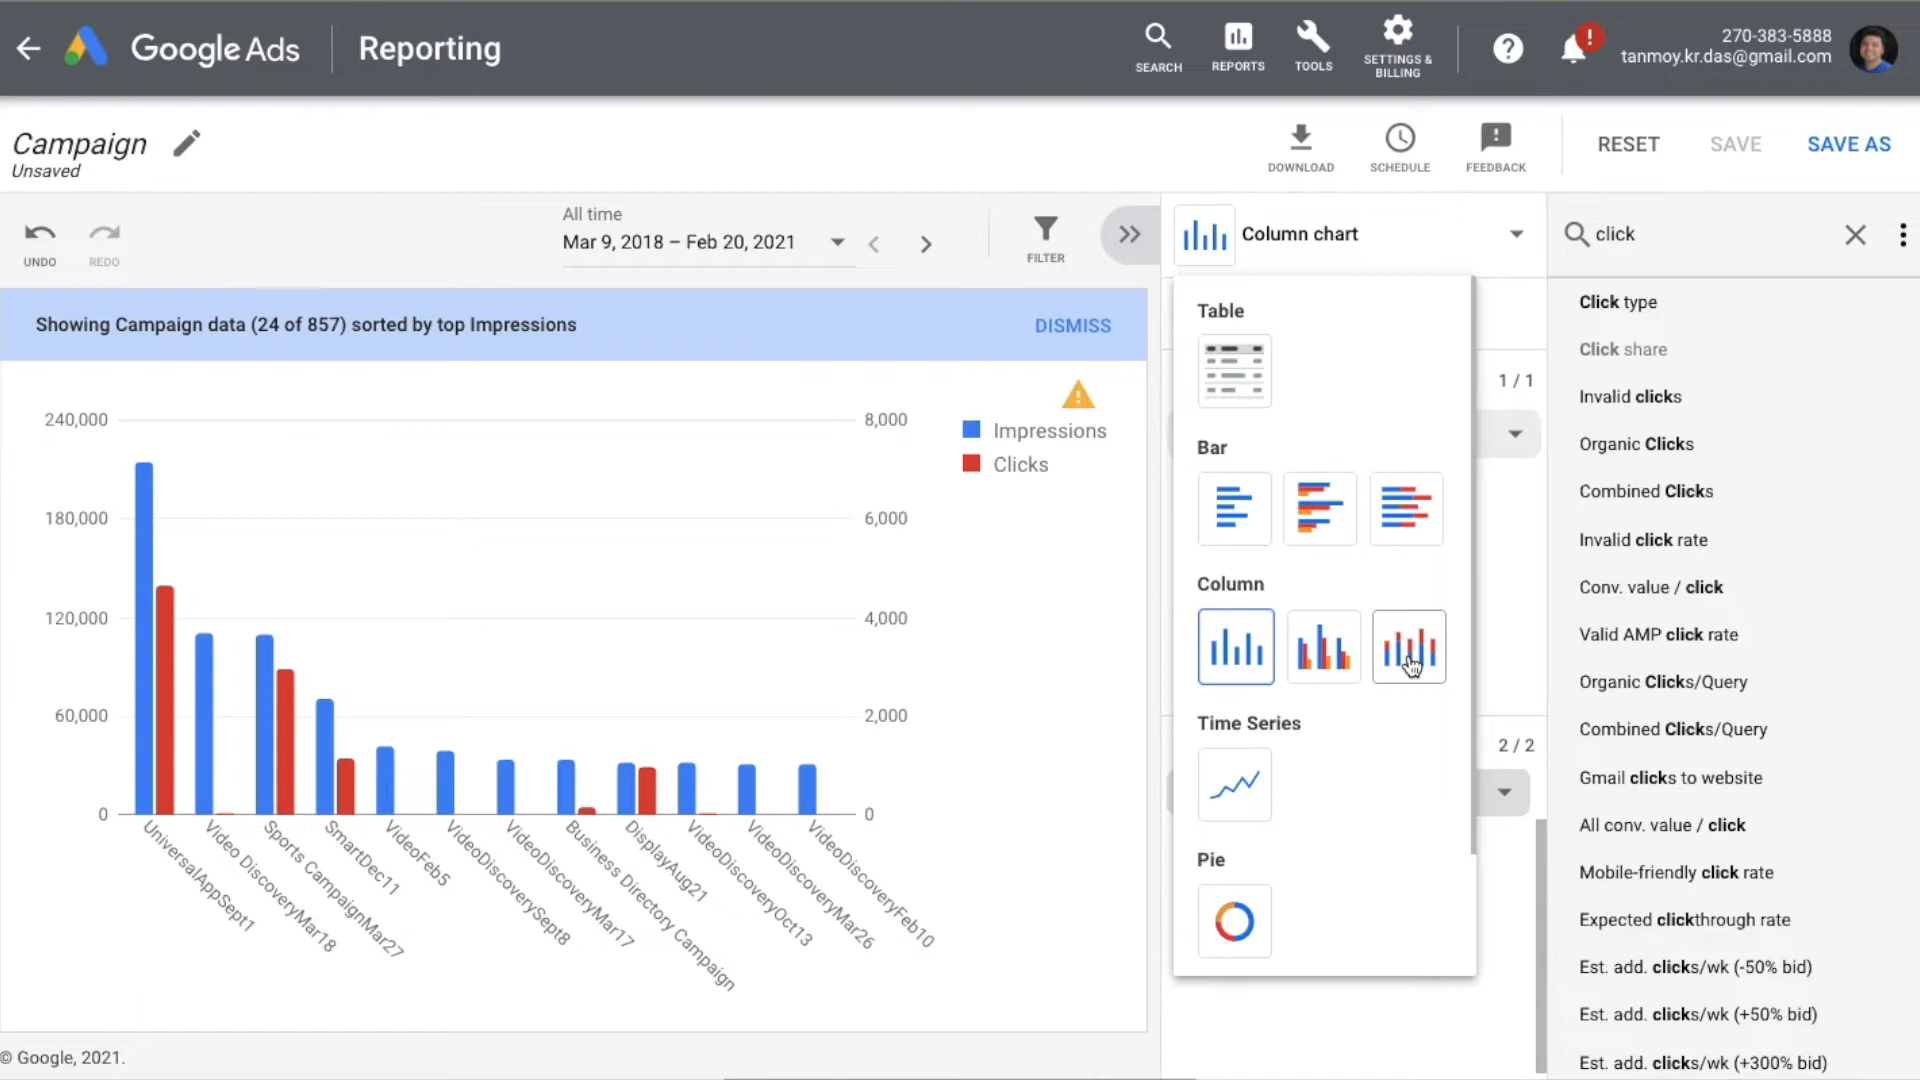 Google Ads
Reporting
SEARCH
REPORTS
TOOLS
SETTINGS &
BILLING
270-383-5888
tanmoy.kr.das@gmail.com
Campaign
Unsaved
DOWNLOAD
SCHEDULE
FEEDBACK
RESET
SAVE
SAVE AS
UNDO
REDO
All time
Mar 9, 2018 – Feb 20, 2021
FILTER
Column chart
click
Showing Campaign data (24 of 857) sorted by top Impressions
DISMISS
240,000
180,000
120,000
60,000
0
8,000
6,000
4,000
2,000
0
Impressions
Clicks
UniversalAppSept1
Video DiscoveryMar18
Sports CampaignMar27
SmartDec11
VideoFeb5
VideoDiscoverySept8
VideoDiscoveryMar17
Business Directory Campaign
DisplayAug21
VideoDiscoveryOct13
VideoDiscoveryMar26
VideoDiscoveryFeb10
Table
Bar
Column
Time Series
Pie
1 / 1
2 / 2
Click type
Click share
Invalid clicks
Organic Clicks
Combined Clicks
Invalid click rate
Conv. value / click
Valid AMP click rate
Organic Clicks/Query
Combined Clicks/Query
Gmail clicks to website
All conv. value / click
Mobile-friendly click rate
Expected clickthrough rate
Est. add. clicks/wk (-50% bid)
Est. add. clicks/wk (+50% bid)
Est. add. clicks/wk (+300% bid)
© Google, 2021.